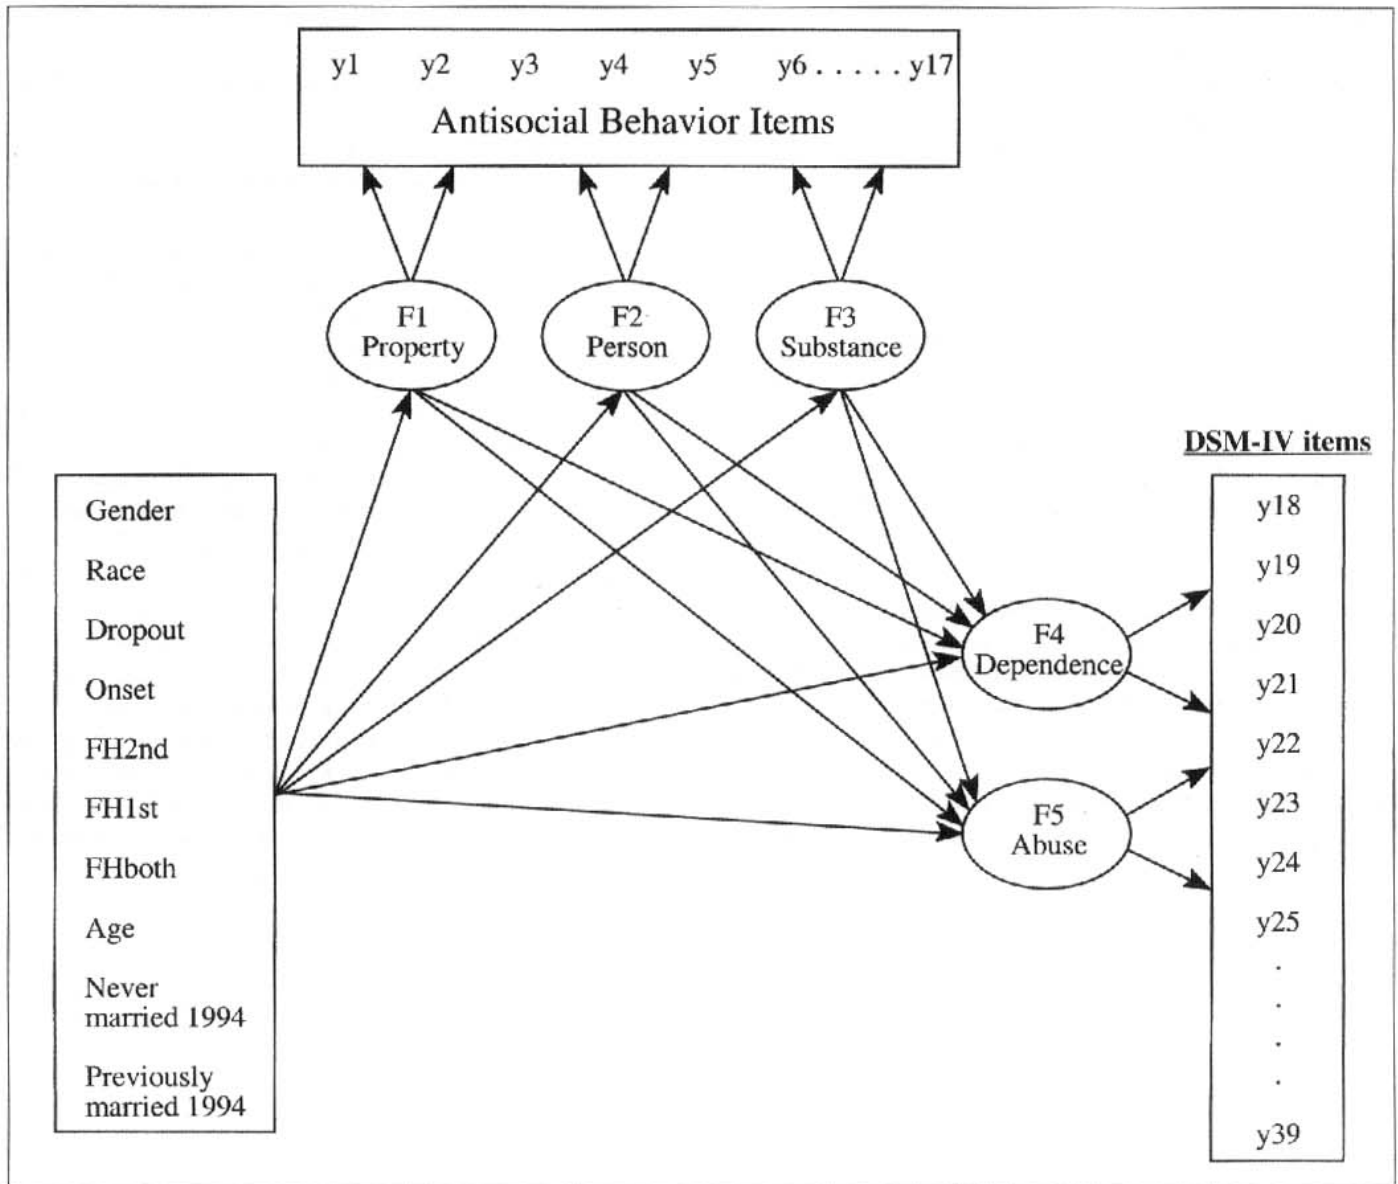 y1 y2 y3 y4 y5 y6 . . . . . y17
Antisocial Behavior Items
F1
Property
F2
Person
F3
Substance
Gender
Race
Dropout
Onset
FH2nd
FH1st
FHboth
Age
Never
married 1994
Previously
married 1994
F4
Dependence
F5
Abuse
DSM-IV items
y18
y19
y20
y21
y22
y23
y24
y25
.
.
.
.
y39